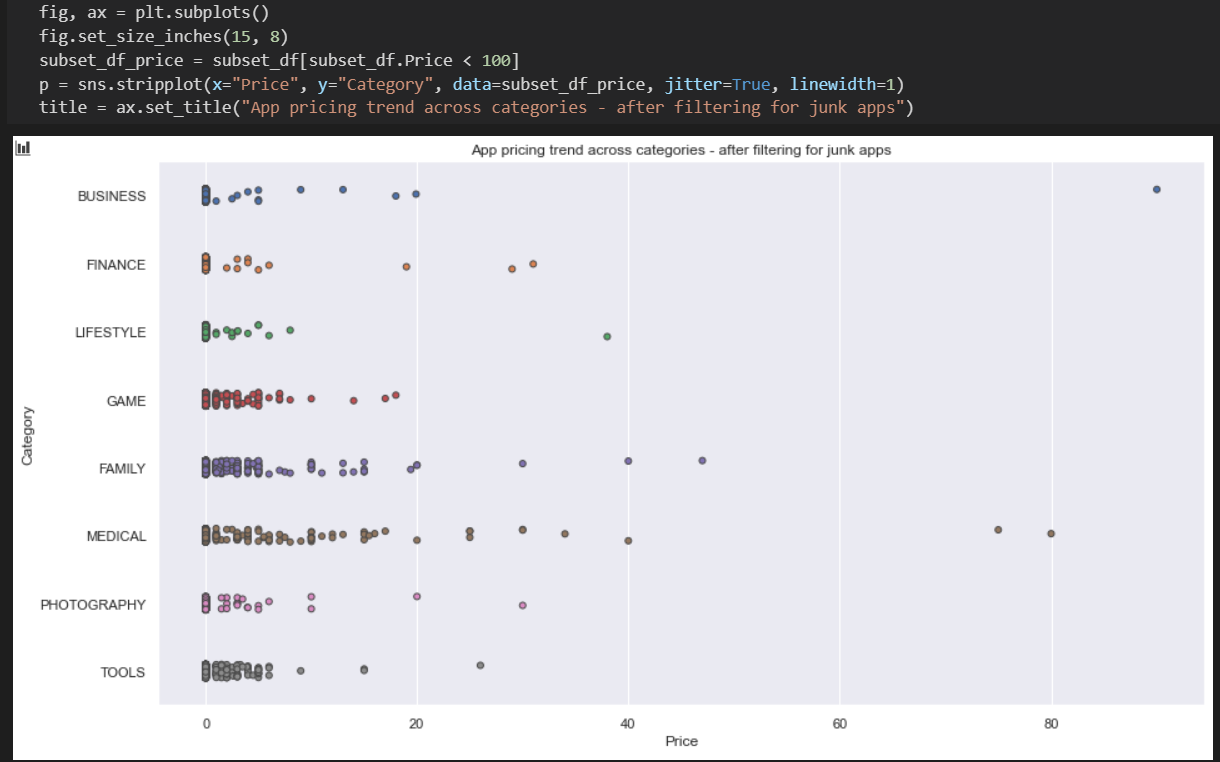 fig, ax = plt.subplots()
fig.set_size_inches(15, 8)
subset_df_price = subset_df[subset_df.Price < 100]
p = sns.stripplot(x="Price", y="Category", data=subset_df_price, jitter=True, linewidth=1)
title = ax.set_title("App pricing trend across categories - after filtering for junk apps")
App pricing trend across categories - after filtering for junk apps
BUSINESS
FINANCE
LIFESTYLE
GAME
Category
FAMILY
MEDICAL
PHOTOGRAPHY
TOOLS
0 20 40 60 80
Price